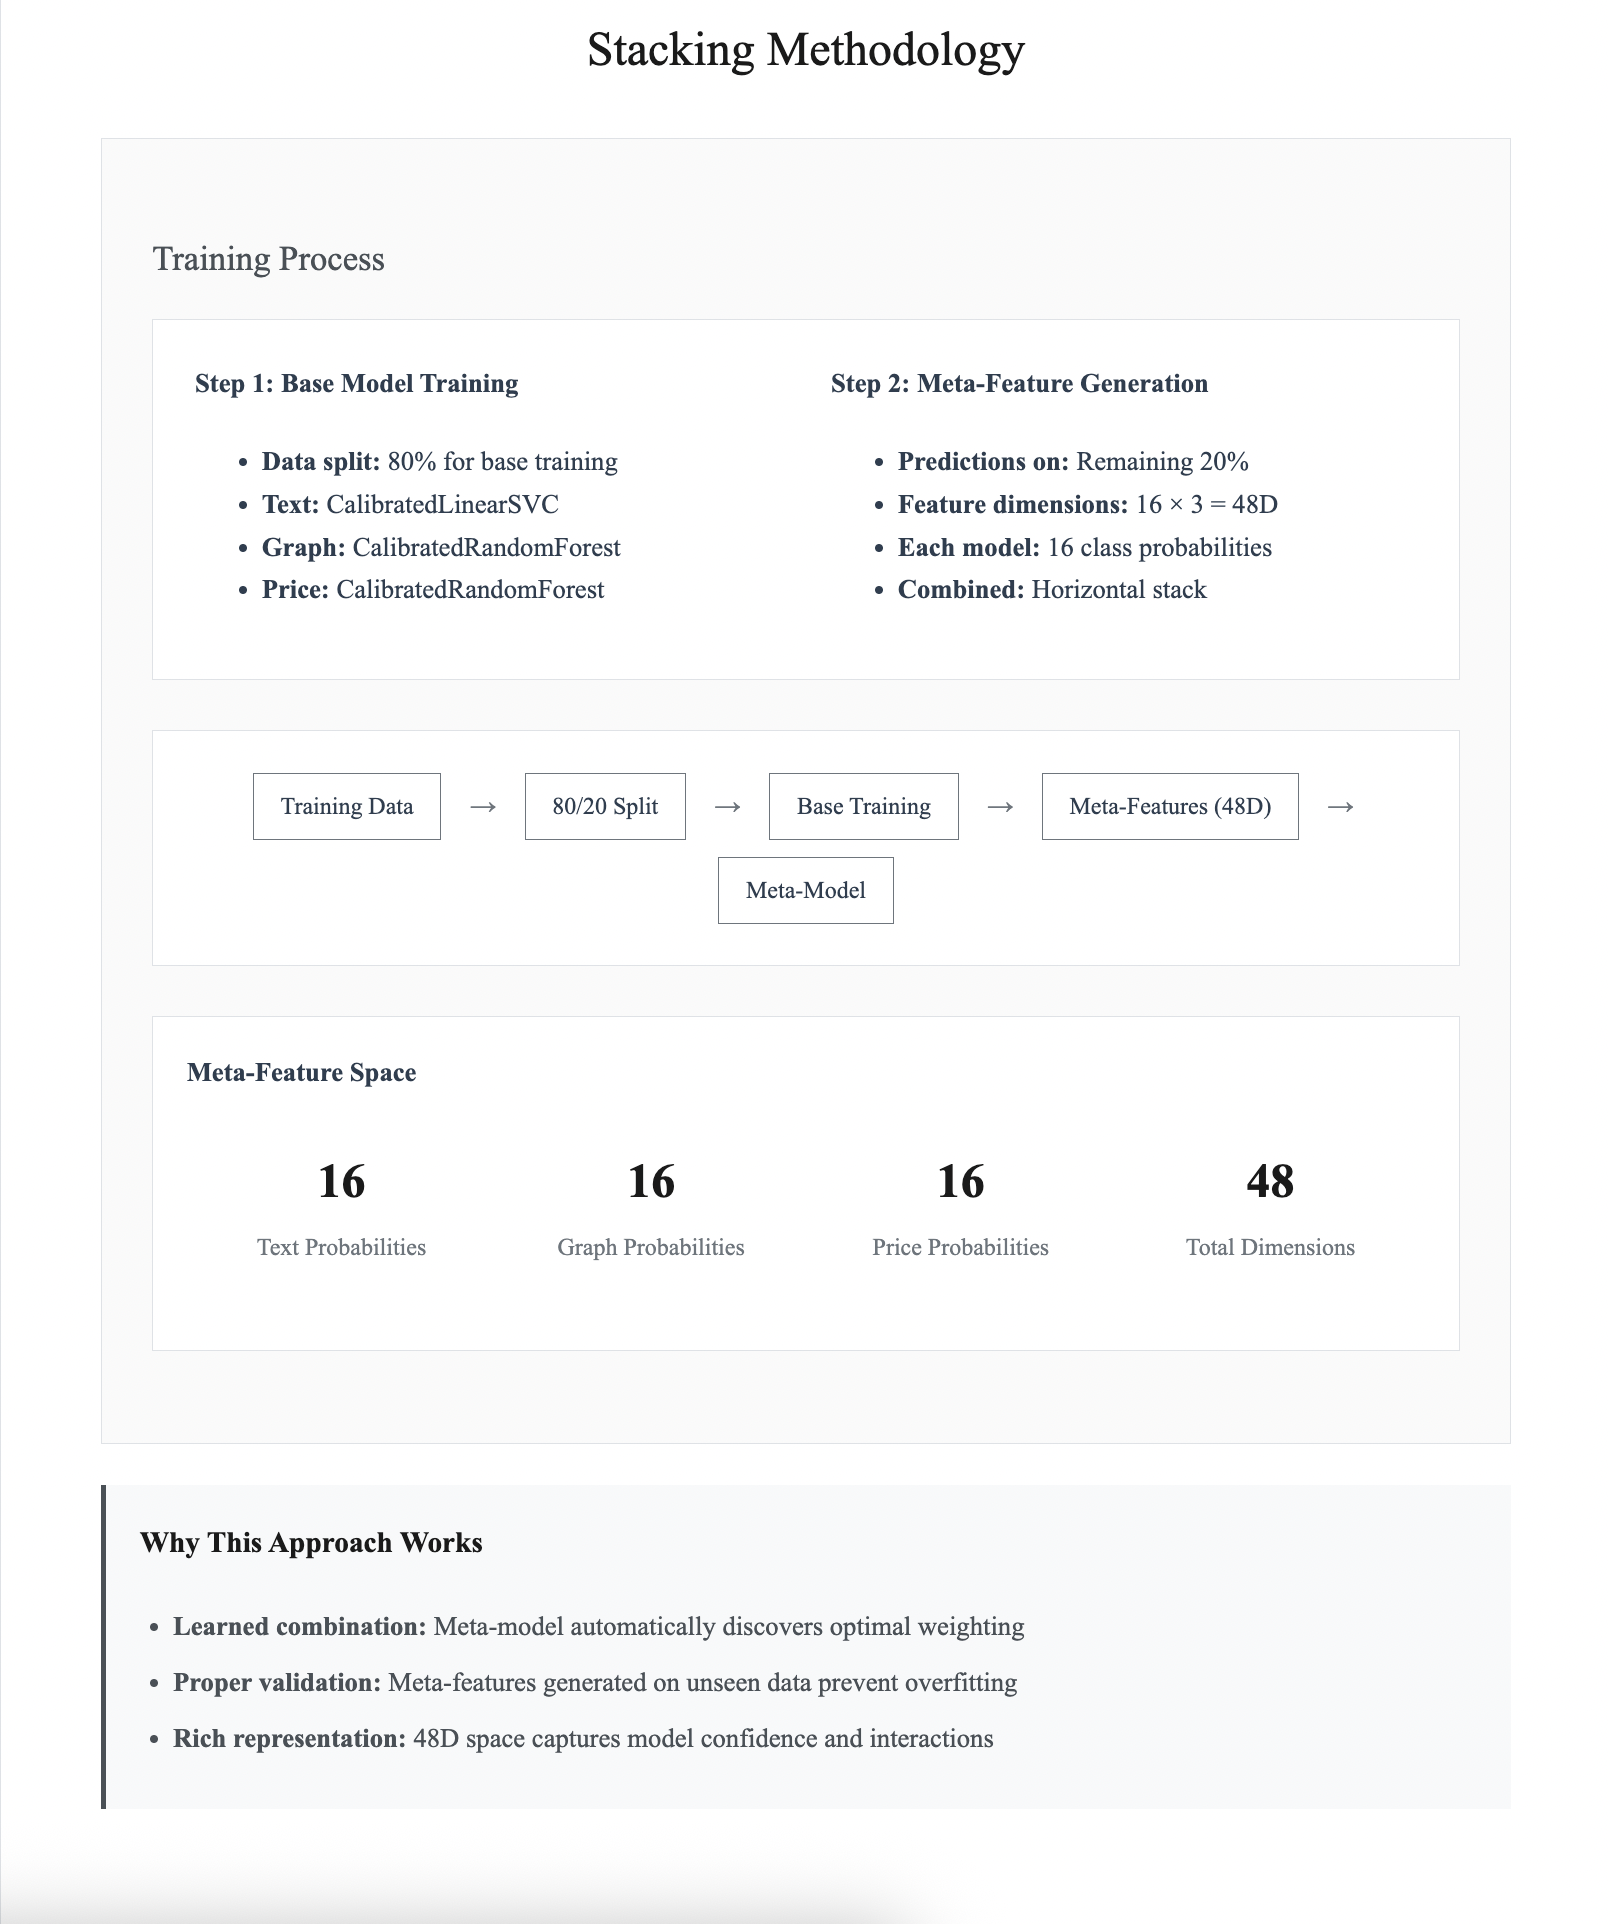 Stacking Methodology
Training Process
Step 1: Base Model Training
• Data split: 80% for base training
• Text: CalibratedLinearSVC
• Graph: CalibratedRandomForest
• Price: CalibratedRandomForest
Step 2: Meta-Feature Generation
• Predictions on: Remaining 20%
• Feature dimensions: 16 × 3 = 48D
• Each model: 16 class probabilities
• Combined: Horizontal stack
Training Data → 80/20 Split → Base Training → Meta-Features (48D) →
Meta-Model
Meta-Feature Space
16 16 16 48
Text Probabilities Graph Probabilities Price Probabilities Total Dimensions
Why This Approach Works
• Learned combination: Meta-model automatically discovers optimal weighting
• Proper validation: Meta-features generated on unseen data prevent overfitting
• Rich representation: 48D space captures model confidence and interactions